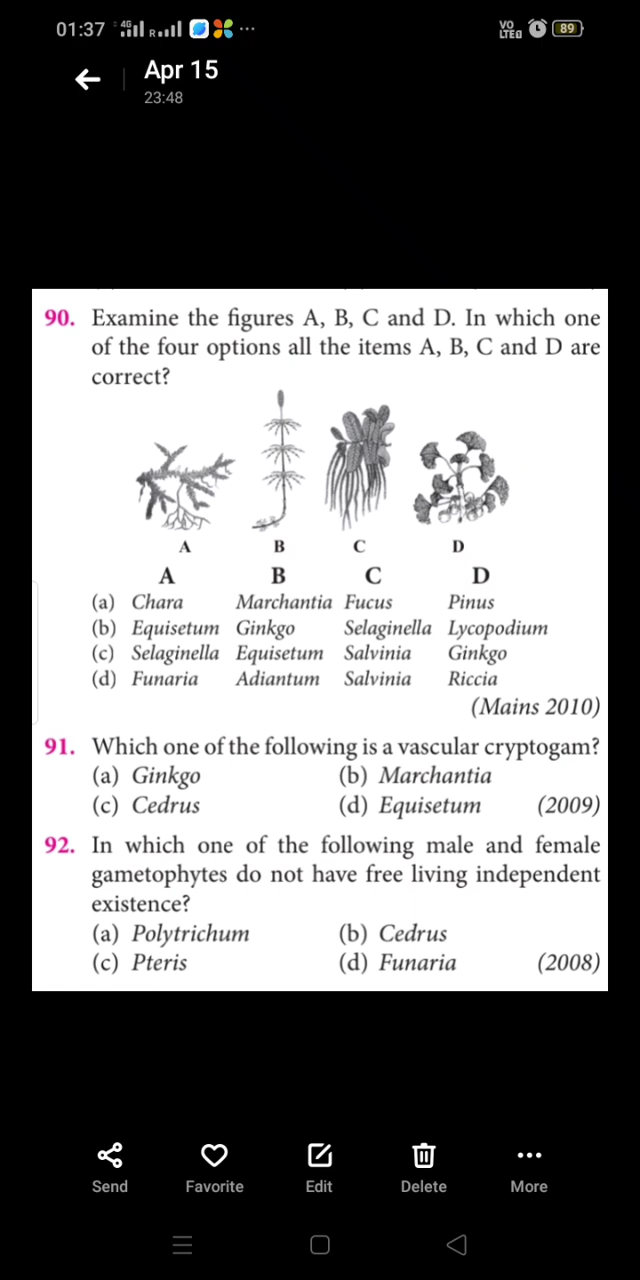 01:37 4G R ... VO LTE 89
Apr 15
23:48
90. Examine the figures A, B, C and D. In which one
of the four options all the items A, B, C and D are
correct?
A B C D
A B C D
(a) Chara Marchantia Fucus Pinus
(b) Equisetum Ginkgo Selaginella Lycopodium
(c) Selaginella Equisetum Salvinia Ginkgo
(d) Funaria Adiantum Salvinia Riccia
(Mains 2010)
91. Which one of the following is a vascular cryptogam?
(a) Ginkgo (b) Marchantia
(c) Cedrus (d) Equisetum (2009)
92. In which one of the following male and female
gametophytes do not have free living independent
existence?
(a) Polytrichum (b) Cedrus
(c) Pteris (d) Funaria (2008)
Send Favorite Edit Delete More